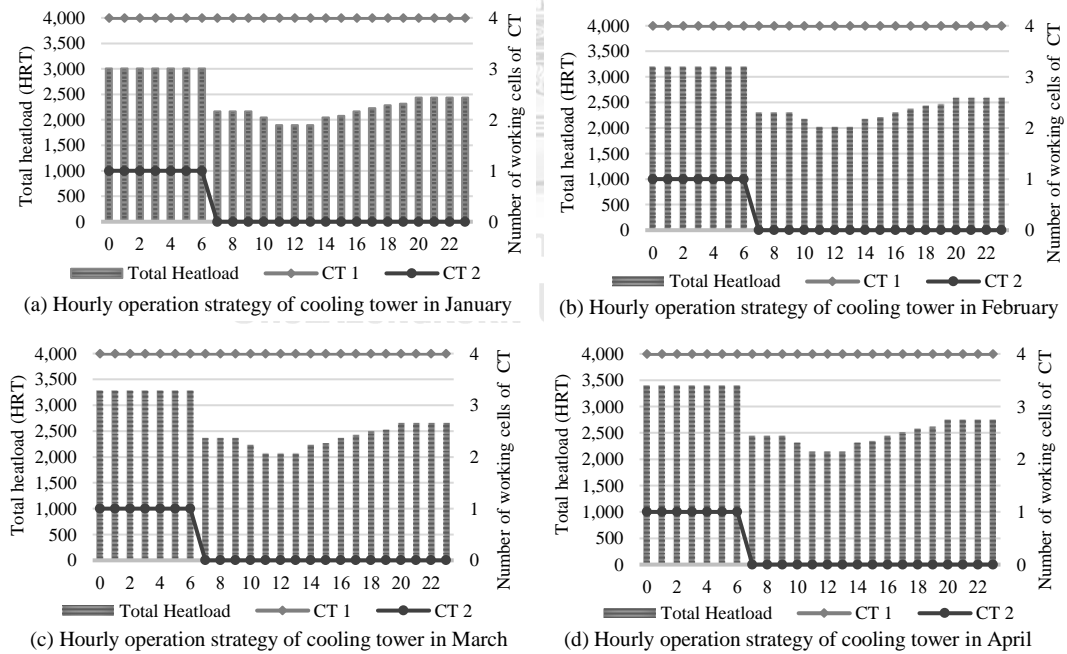 4,000
3,500
3,000
2,500
2,000
1,500
1,000
500
0
Total heatload (HRT)
4
3
2
1
0
Number of working cells of CT
0 2 4 6 8 10 12 14 16 18 20 22
Total Heatload CT 1 CT 2
(a) Hourly operation strategy of cooling tower in January
4,000
3,500
3,000
2,500
2,000
1,500
1,000
500
0
Total heatload (HRT)
4
3
2
1
0
Number of working cells of CT
0 2 4 6 8 10 12 14 16 18 20 22
Total Heatload CT 1 CT 2
(b) Hourly operation strategy of cooling tower in February
4,000
3,500
3,000
2,500
2,000
1,500
1,000
500
0
Total heatload (HRT)
4
3
2
1
0
Number of working cells of CT
0 2 4 6 8 10 12 14 16 18 20 22
Total Heatload CT 1 CT 2
(c) Hourly operation strategy of cooling tower in March
4,000
3,500
3,000
2,500
2,000
1,500
1,000
500
0
Total heatload (HRT)
4
3
2
1
0
Number of working cells of CT
0 2 4 6 8 10 12 14 16 18 20 22
Total Heatload CT 1 CT 2
(d) Hourly operation strategy of cooling tower in April